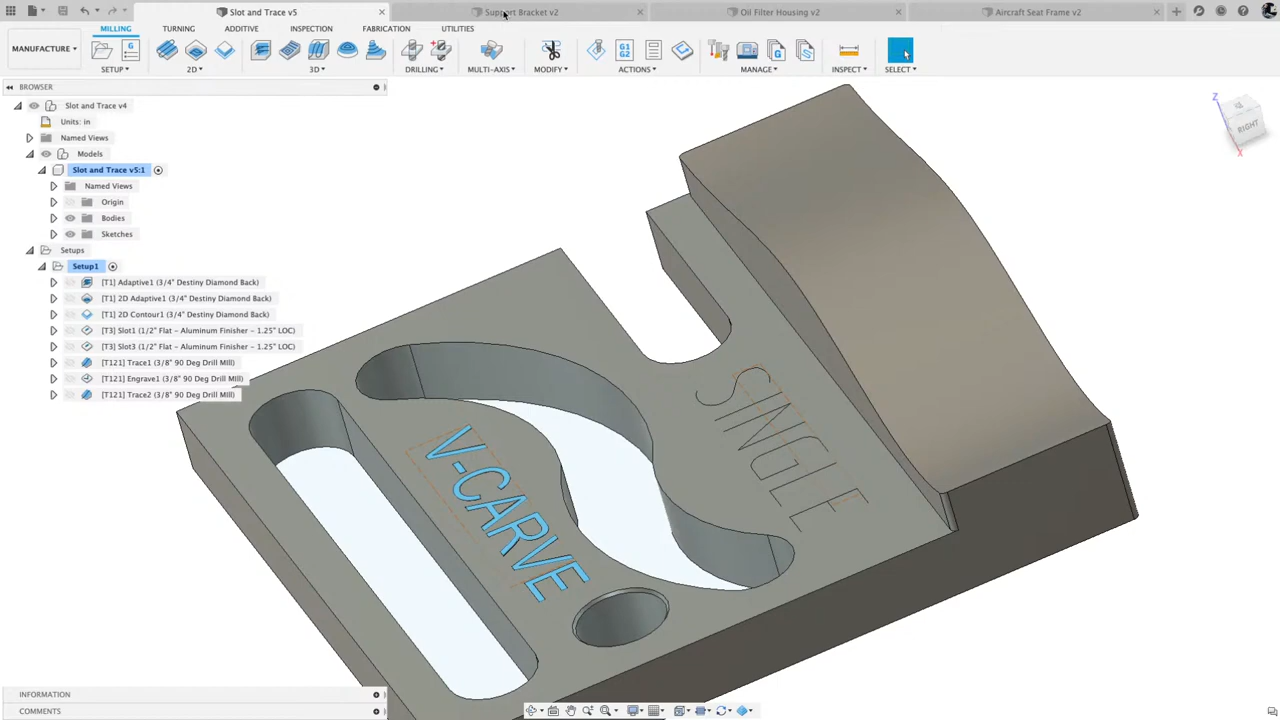 Slot and Trace v5
Support Bracket v2
Oil Filter Housing v2
Aircraft Seat Frame v2
MANUFACTURE
MILLING
TURNING
ADDITIVE
INSPECTION
FABRICATION
UTILITIES
SETUP
2D
3D
DRILLING
MULTI-AXIS
MODIFY
ACTIONS
MANAGE
INSPECT
SELECT
G1
G2
BROWSER
Slot and Trace v4
Units: in
Named Views
Models
Slot and Trace v5:1
Named Views
Origin
Bodies
Sketches
Setups
Setup1
[T1] Adaptive1 (3/4" Destiny Diamond Back)
[T1] 2D Adaptive1 (3/4" Destiny Diamond Back)
[T1] 2D Contour1 (3/4" Destiny Diamond Back)
[T3] Slot1 (1/2" Flat - Aluminum Finisher - 1.25" LOC)
[T3] Slot3 (1/2" Flat - Aluminum Finisher - 1.25" LOC)
[T121] Trace1 (3/8" 90 Deg Drill Mill)
[T121] Engrave1 (3/8" 90 Deg Drill Mill)
[T121] Trace2 (3/8" 90 Deg Drill Mill)
V-CARVE
SINGLE
Z
RIGHT
X
INFORMATION
COMMENTS